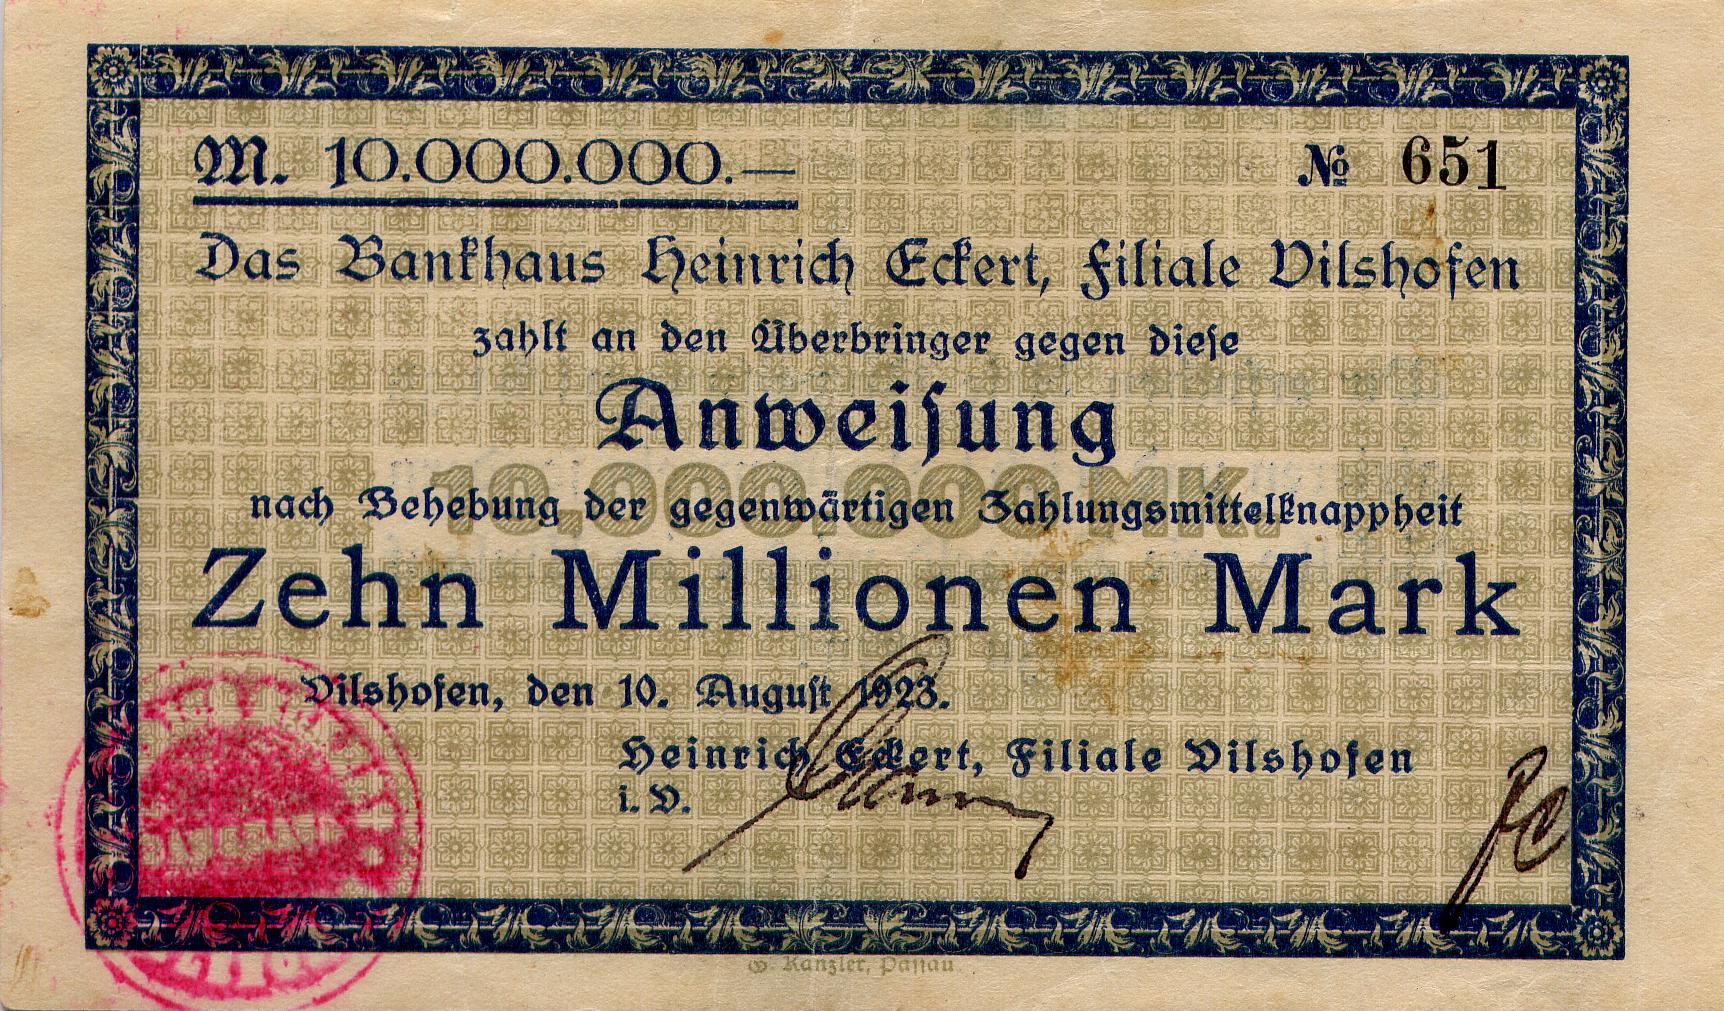 M. 10.000.000.— № 651
Das Bankhaus Heinrich Eckert, Filiale Vilshofen
zahlt an den Überbringer gegen diese
Anweisung
10.000.000 MK.
nach Behebung der gegenwärtigen Zahlungsmittelknappheit
Zehn Millionen Mark
Vilshofen, den 10. August 1923.
Heinrich Eckert, Filiale Vilshofen
i. V.
G. Kanzler, Passau